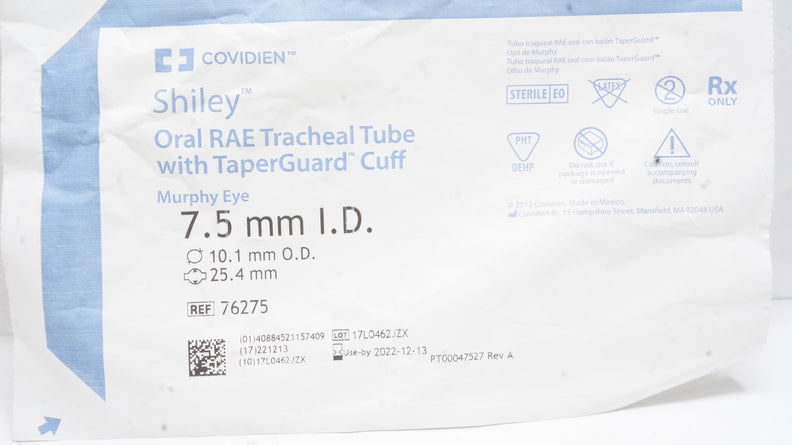 COVIDIEN™
Shiley™
Oral RAE Tracheal Tube
with TaperGuard™ Cuff
Murphy Eye
7.5 mm I.D.
10.1 mm O.D.
25.4 mm
REF 76275
(01)40884521157409
(17)221213
(10)17L0462JZX
LOT 17L0462JZX
Use-by 2022-12-13
PT00047527 Rev A
Tubo traqueal RAE oral con balón TaperGuard™
Ojal de Murphy
Tubo traqueal RAE oral com balão TaperGuard™
Olho de Murphy
STERILE EO
LATEX
2
Single use
Rx
ONLY
PHT
DEHP
Do not use if
package is opened
or damaged
Caution, consult
accompanying
documents
© 2012 Covidien. Made in Mexico.
Covidien llc, 15 Hampshire Street, Mansfield, MA 02048 USA.